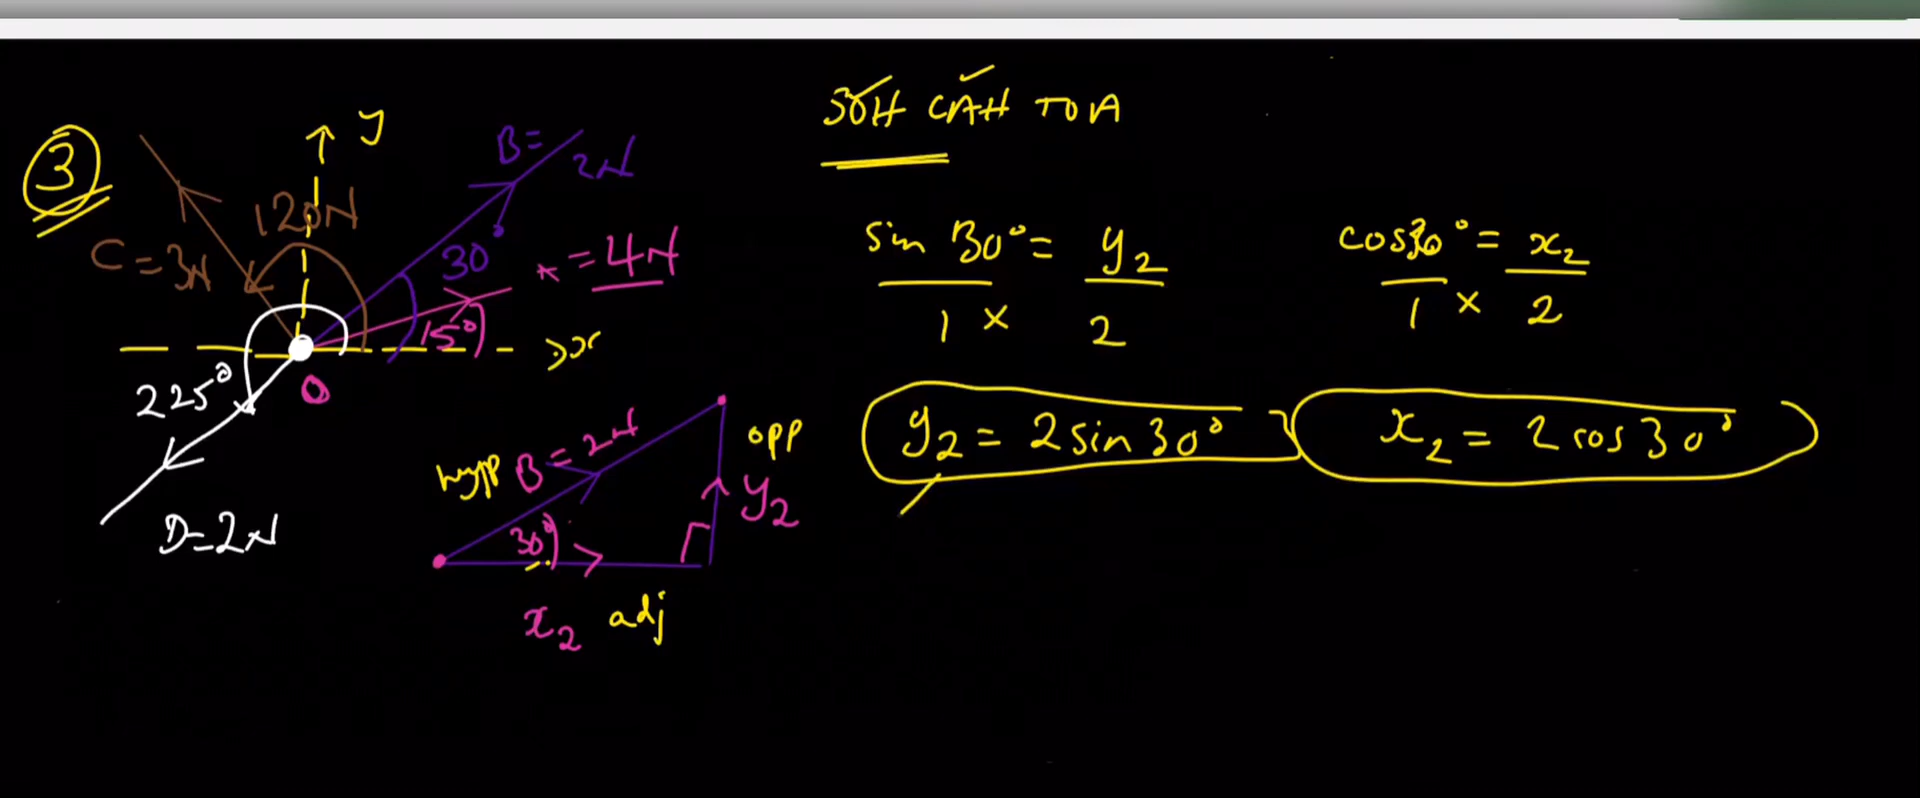 3
y
B=
2N
120N
C=3N
30°
=4N
15°
x
225°
O
D=2N
hyp
B=2N
opp
y₂
30°
x₂ adj
SOH CAH TOA
sin 30° = y₂
1 × 2
cos 30° = x₂
1 × 2
y₂ = 2 sin 30°
x₂ = 2 cos 30°